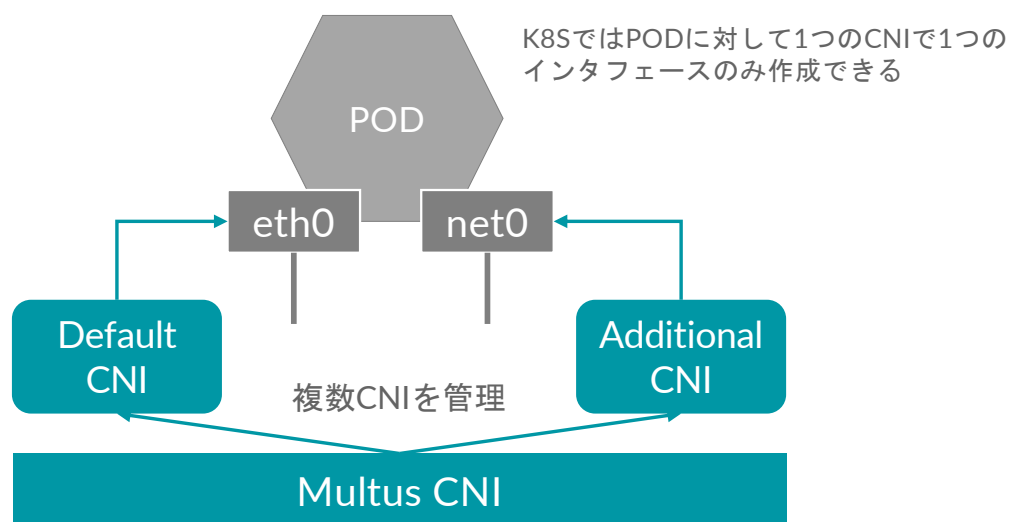 K8SではPODに対して1つのCNIで1つの
インタフェースのみ作成できる
POD
eth0
net0
Default
CNI
Additional
CNI
複数CNIを管理
Multus CNI